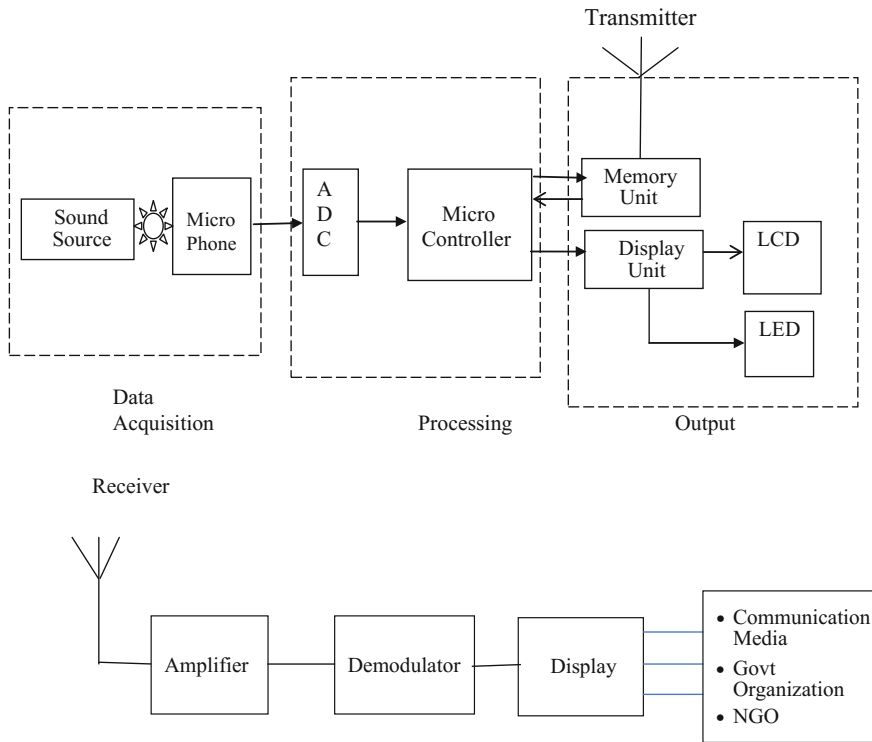 Transmitter
Sound
Source
Micro
Phone
A
D
C
Micro
Controller
Memory
Unit
Display
Unit
LCD
LED
Data
Acquisition
Processing
Output
Receiver
Amplifier
Demodulator
Display
• Communication
Media
• Govt
Organization
• NGO